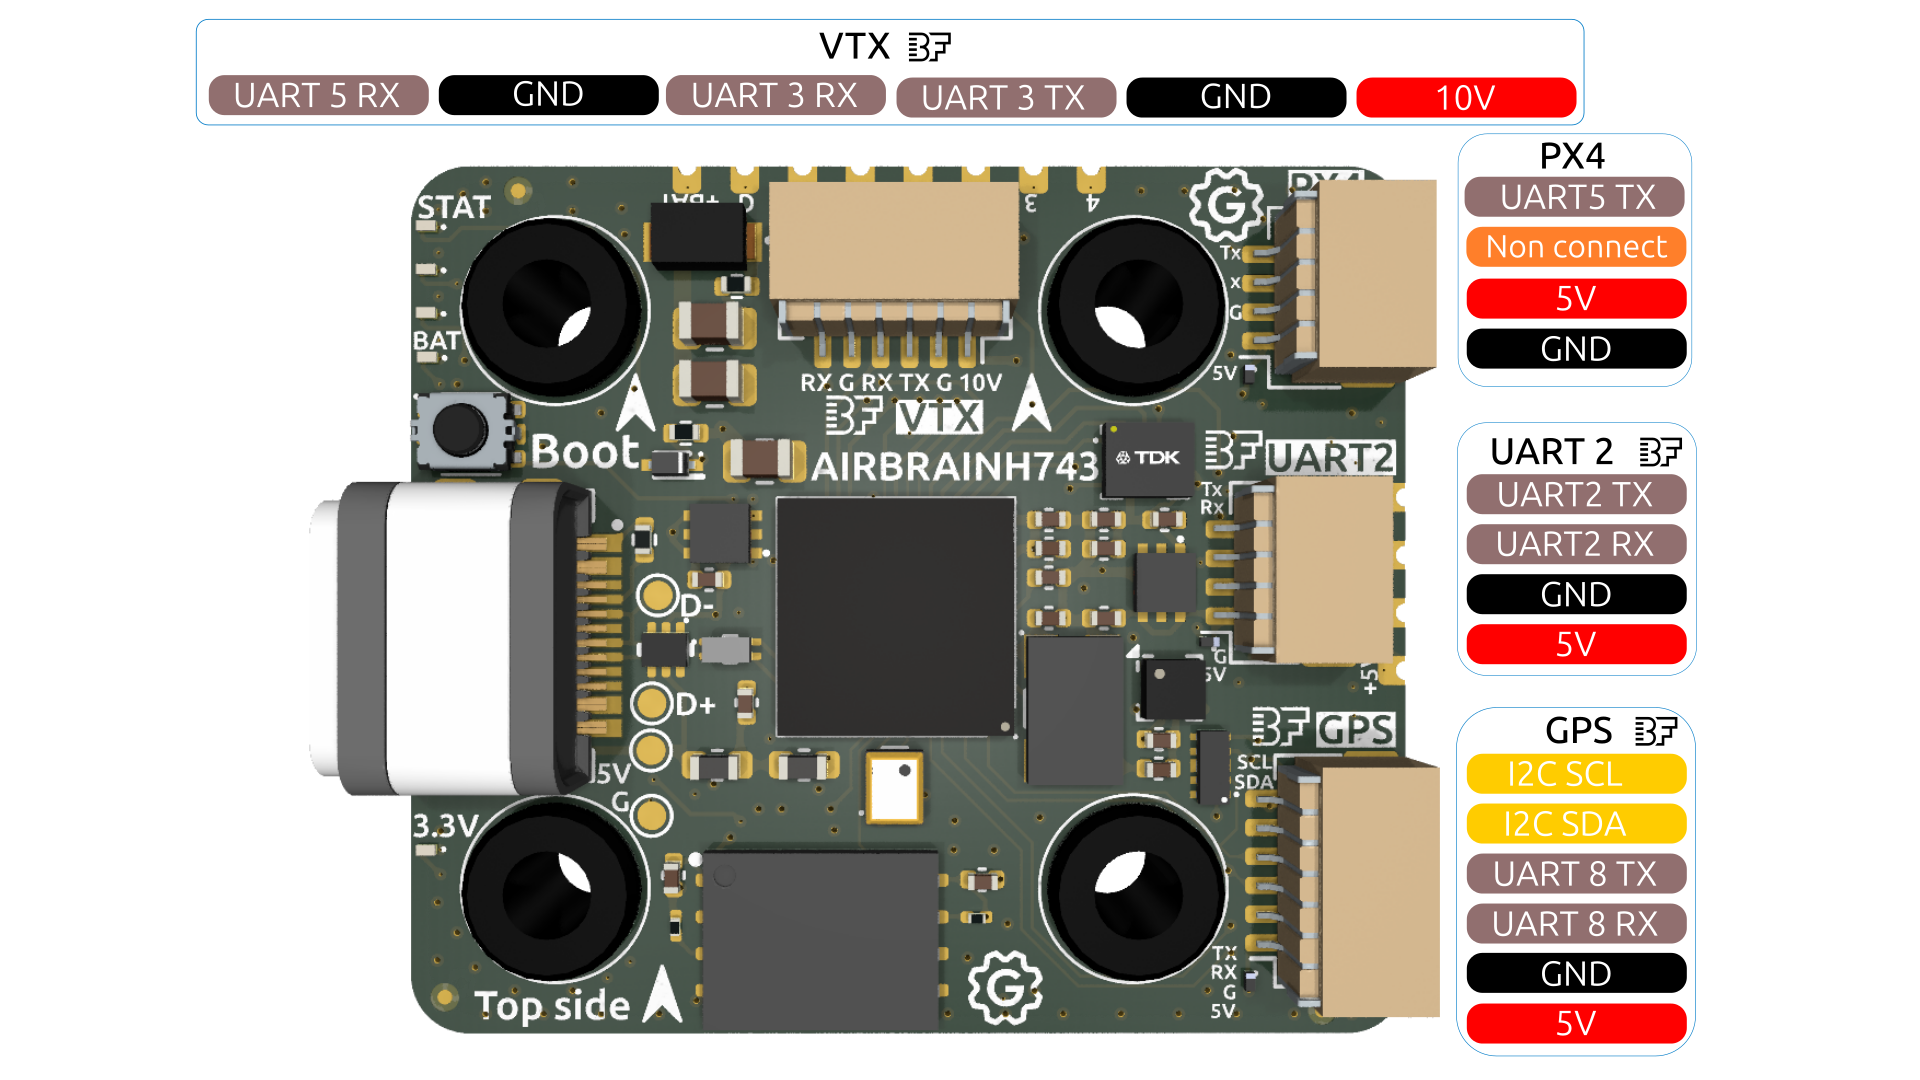 VTX BF
UART 5 RX GND UART 3 RX UART 3 TX GND 10V
PX4
UART5 TX
Non connect
5V
GND
UART 2 BF
UART2 TX
UART2 RX
GND
5V
GPS BF
I2C SCL
I2C SDA
UART 8 TX
UART 8 RX
GND
5V
STAT
BAT
+BAT G
3 4
G
PX4
Tx
x
G
5V
RX G RX TX G 10V
BF VTX
Boot
AIRBRAINH743
TDK
BF UART2
Tx
Rx
G
5V
+5
D-
D+
5V
G
3.3V
BF GPS
SCL
SDA
TX
RX
G
5V
Top side
G